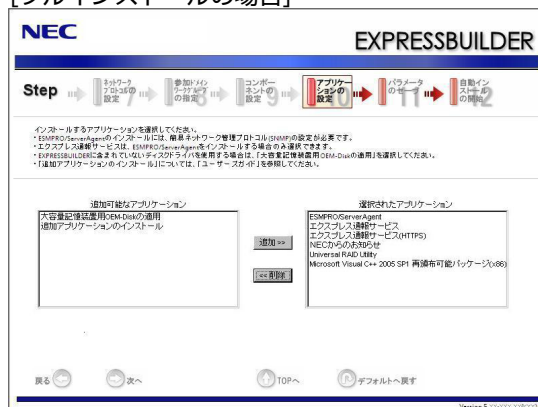 [フルインストールの場合]
NEC
EXPRESSBUILDER
Step
ネットワーク
プロトコルの
設定 7
参加ドメイン
ワークグループ
の指定 8
コンポー
ネントの
設定 9
アプリケー
ションの
設定 10
パラメータ
のセーブ 11
自動イン
ストール
の開始 12
インストールするアプリケーションを選択してください。
・ESMPRO/ServerAgentのインストールには、簡易ネットワーク管理プロトコル(SNMP)の設定が必要です。
・エクスプレス通報サービスは、ESMPRO/ServerAgentをインストールする場合のみ選択できます。
・EXPRESSBUILDERに含まれていないディスクドライバを使用する場合は、「大容量記憶装置用OEM-Diskの適用」を選択してください。
・「追加アプリケーションのインストール」については、「ユーザーズガイド」を参照してください。
追加可能なアプリケーション
大容量記憶装置用OEM-Diskの適用
追加アプリケーションのインストール
追加 >>
<< 削除
選択されたアプリケーション
ESMPRO/ServerAgent
エクスプレス通報サービス
エクスプレス通報サービス(HTTPS)
NECからのお知らせ
Universal RAID Utility
Microsoft Visual C++ 2005 SP1 再頒布可能パッケージ(x86)
戻る
次へ
TOPへ
デフォルトへ戻す